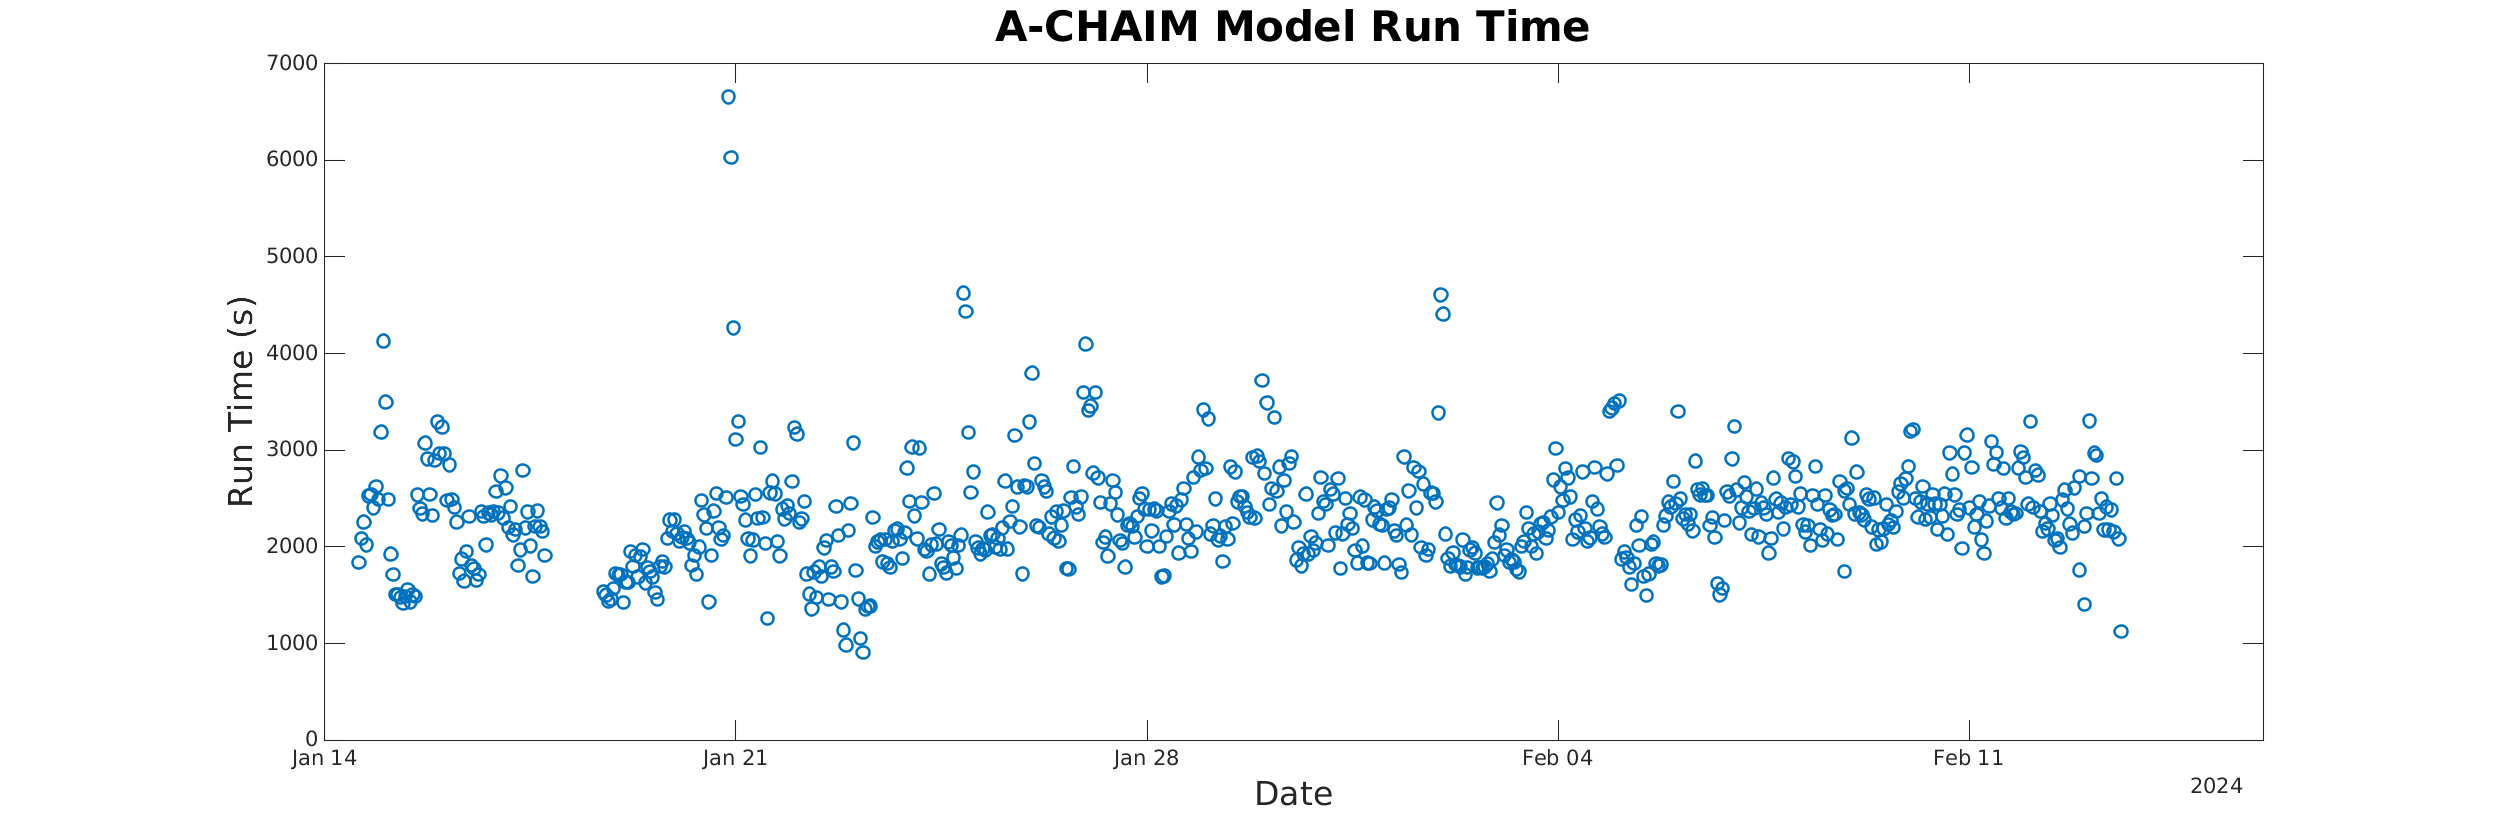 A-CHAIM Model Run Time
Run Time (s)
7000
6000
5000
4000
3000
2000
1000
0
Jan 14
Jan 21
Jan 28
Feb 04
Feb 11
2024
Date